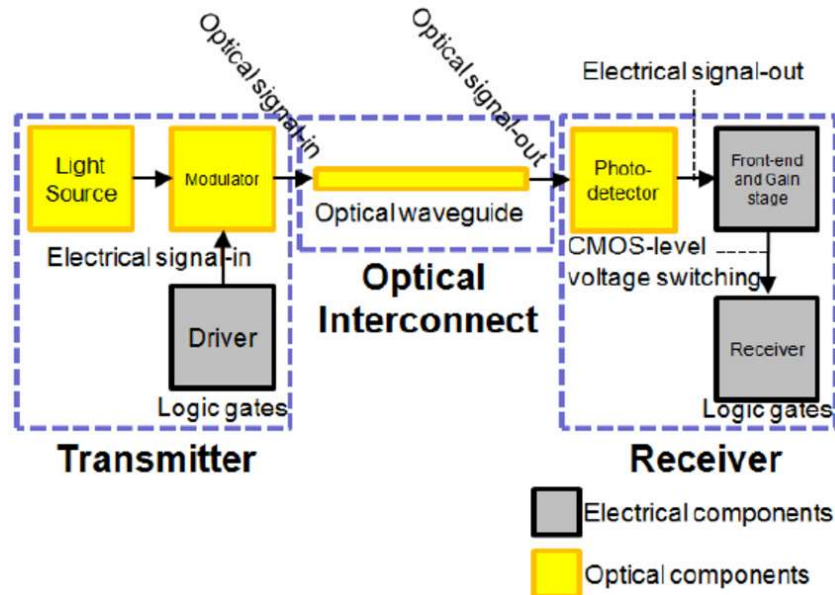 Optical signal-in
Optical signal-out
Electrical signal-out
Light
Source
Modulator
Optical waveguide
Photo-
detector
Front-end
and Gain
stage
Electrical signal-in
CMOS-level
voltage switching
Optical
Interconnect
Driver
Receiver
Logic gates
Logic gates
Transmitter
Receiver
Electrical components
Optical components